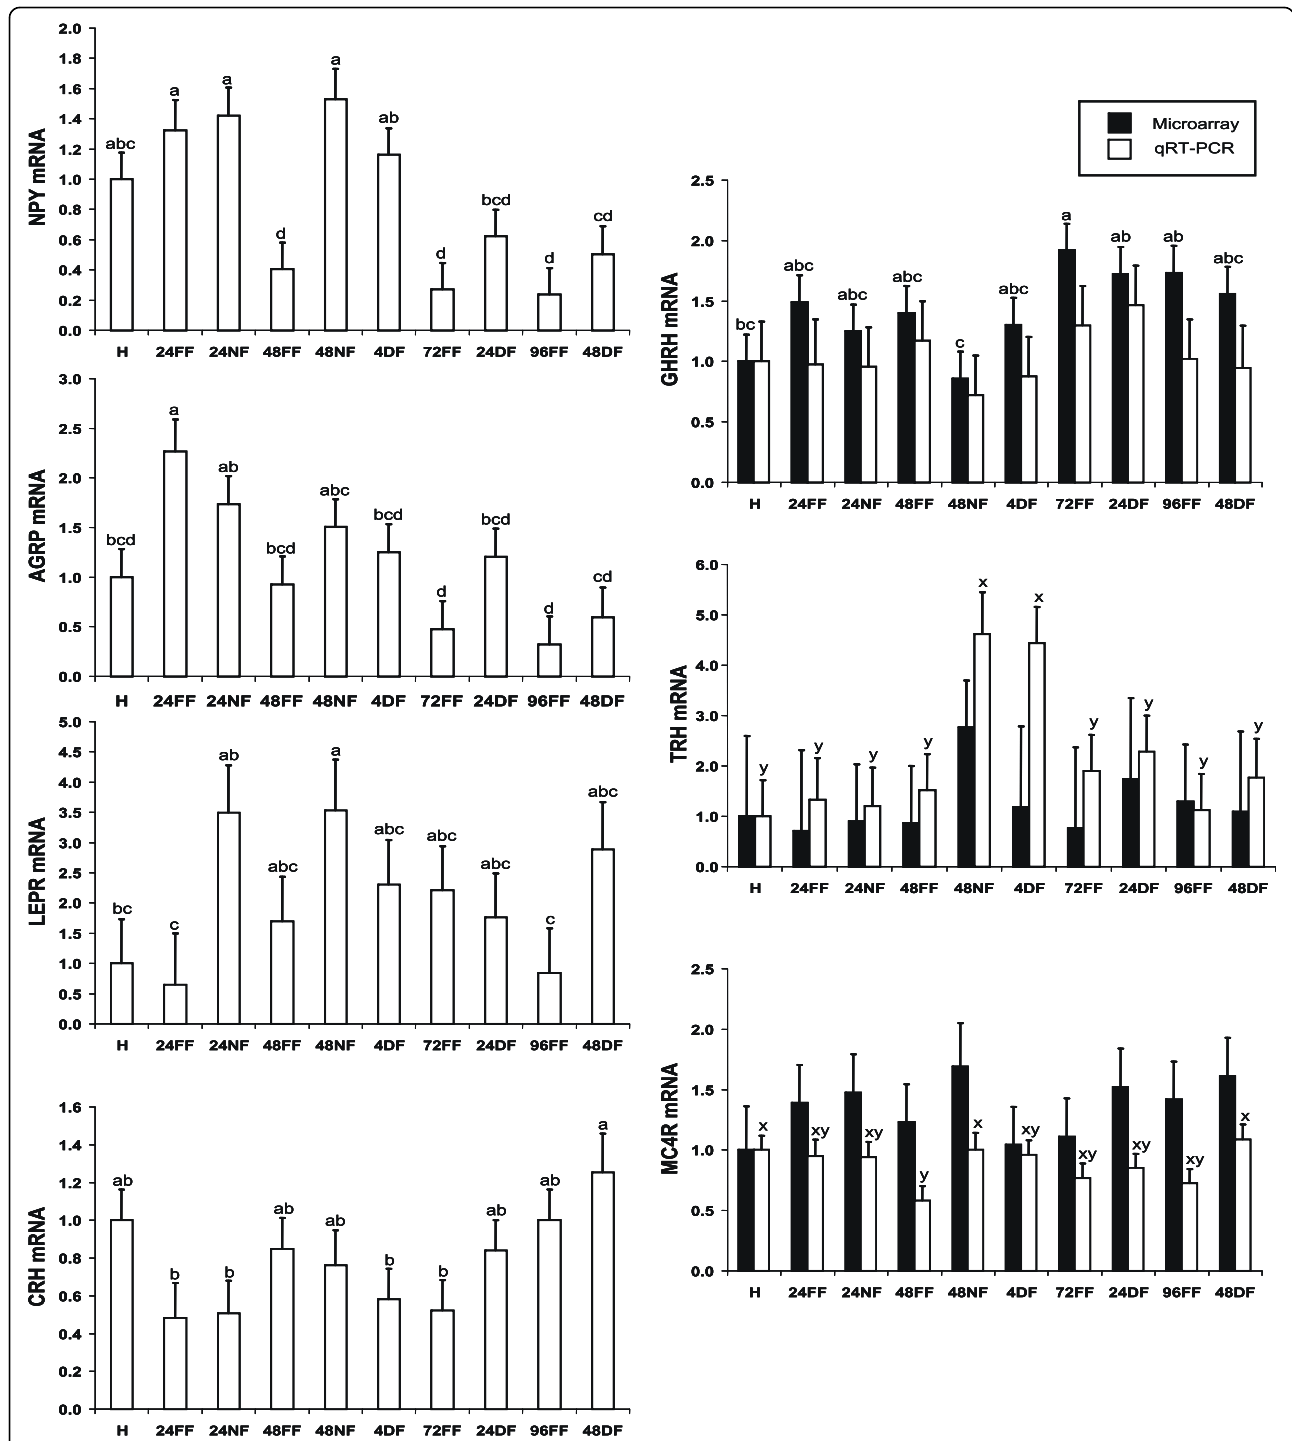 NPY mRNA
2.0
1.8
1.6
1.4
1.2
1.0
0.8
0.6
0.4
0.2
0.0
abc a a d a ab d bcd d cd
H 24FF 24NF 48FF 48NF 4DF 72FF 24DF 96FF 48DF
AGRP mRNA
3.0
2.5
2.0
1.5
1.0
0.5
0.0
bcd a ab bcd abc bcd d bcd d cd
H 24FF 24NF 48FF 48NF 4DF 72FF 24DF 96FF 48DF
LEPR mRNA
5.0
4.5
4.0
3.5
3.0
2.5
2.0
1.5
1.0
0.5
0.0
bc c ab abc a abc abc abc c abc
H 24FF 24NF 48FF 48NF 4DF 72FF 24DF 96FF 48DF
CRH mRNA
1.6
1.4
1.2
1.0
0.8
0.6
0.4
0.2
0.0
ab b b ab ab b b ab ab a
H 24FF 24NF 48FF 48NF 4DF 72FF 24DF 96FF 48DF
Microarray
qRT-PCR
GHRH mRNA
2.5
2.0
1.5
1.0
0.5
0.0
bc abc abc abc c abc a ab ab abc
H 24FF 24NF 48FF 48NF 4DF 72FF 24DF 96FF 48DF
TRH mRNA
6.0
5.0
4.0
3.0
2.0
1.0
0.0
y y y y x x y y y y
H 24FF 24NF 48FF 48NF 4DF 72FF 24DF 96FF 48DF
MC4R mRNA
2.5
2.0
1.5
1.0
0.5
0.0
x xy xy y x xy xy xy xy x
H 24FF 24NF 48FF 48NF 4DF 72FF 24DF 96FF 48DF